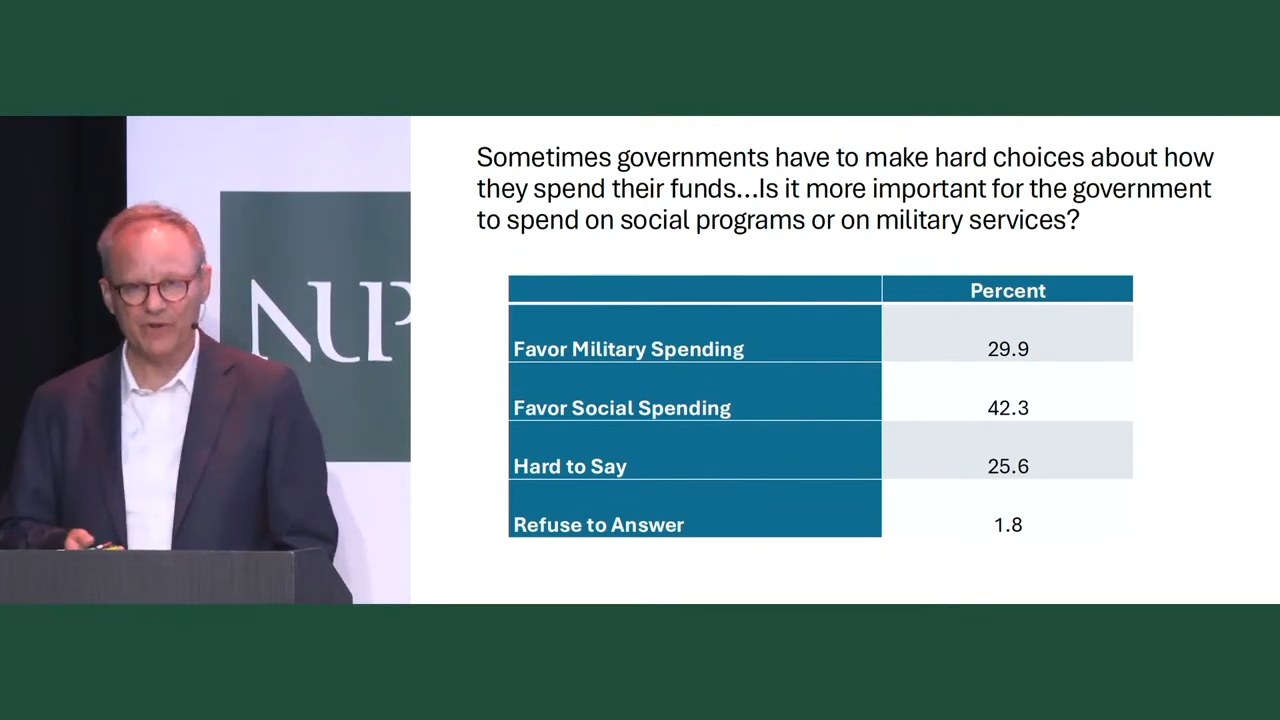 Sometimes governments have to make hard choices about how
they spend their funds...Is it more important for the government
to spend on social programs or on military services?
Percent
Favor Military Spending 29.9
Favor Social Spending 42.3
Hard to Say 25.6
Refuse to Answer 1.8
NUP